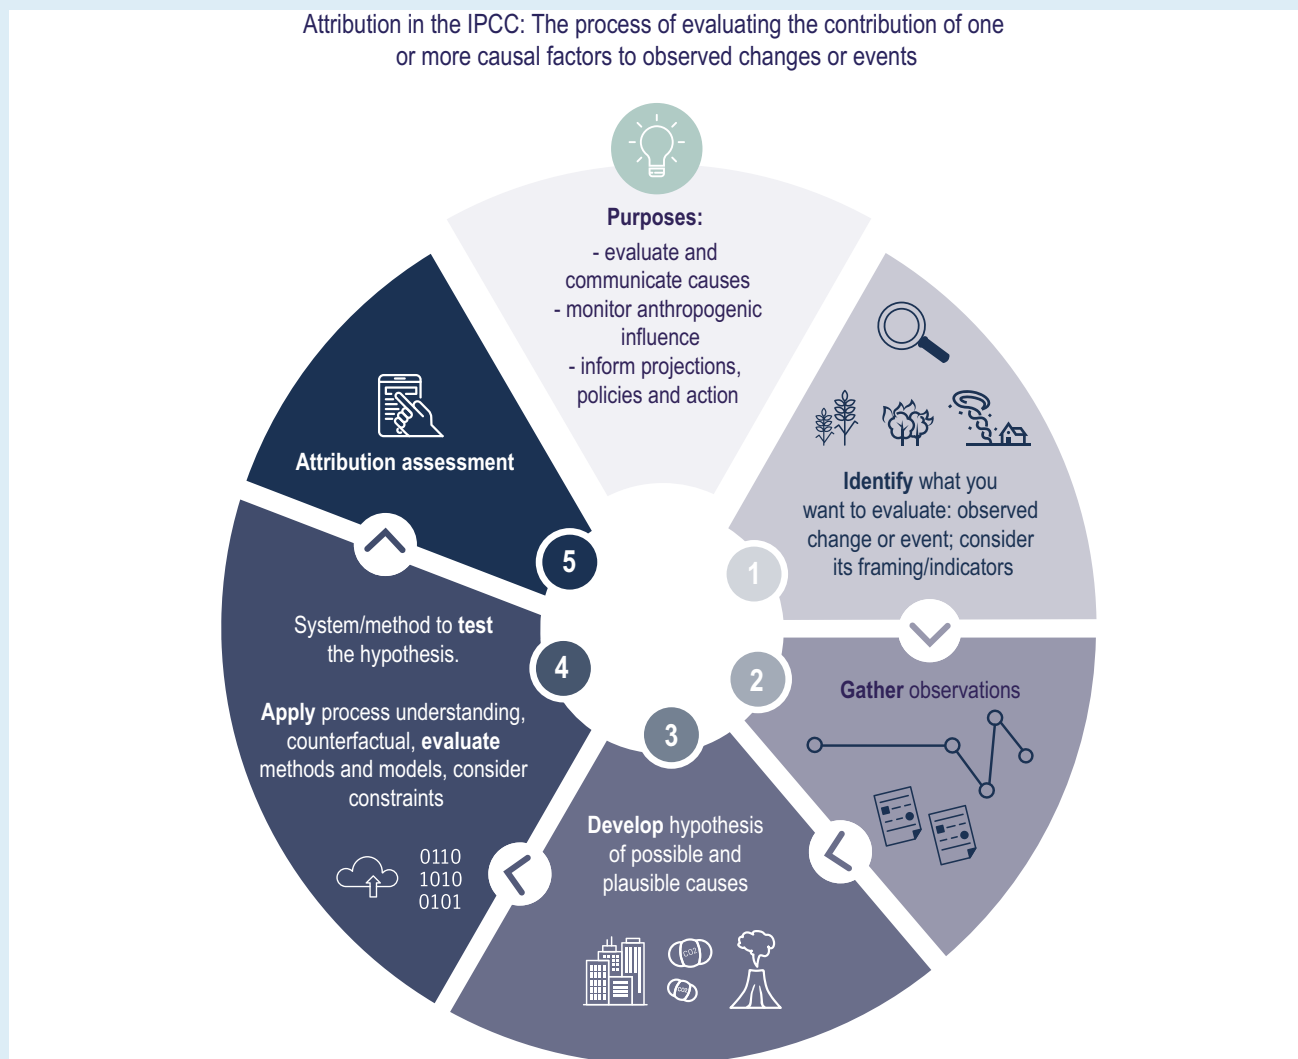 Attribution in the IPCC: The process of evaluating the contribution of one
or more causal factors to observed changes or events
Purposes:
- evaluate and
communicate causes
- monitor anthropogenic
influence
- inform projections,
policies and action
1
Identify what you
want to evaluate: observed
change or event; consider
its framing/indicators
2
Gather observations
3
Develop hypothesis
of possible and
plausible causes
CO2
CO2
4
System/method to test
the hypothesis.
Apply process understanding,
counterfactual, evaluate
methods and models, consider
constraints
0110
1010
0101
5
Attribution assessment